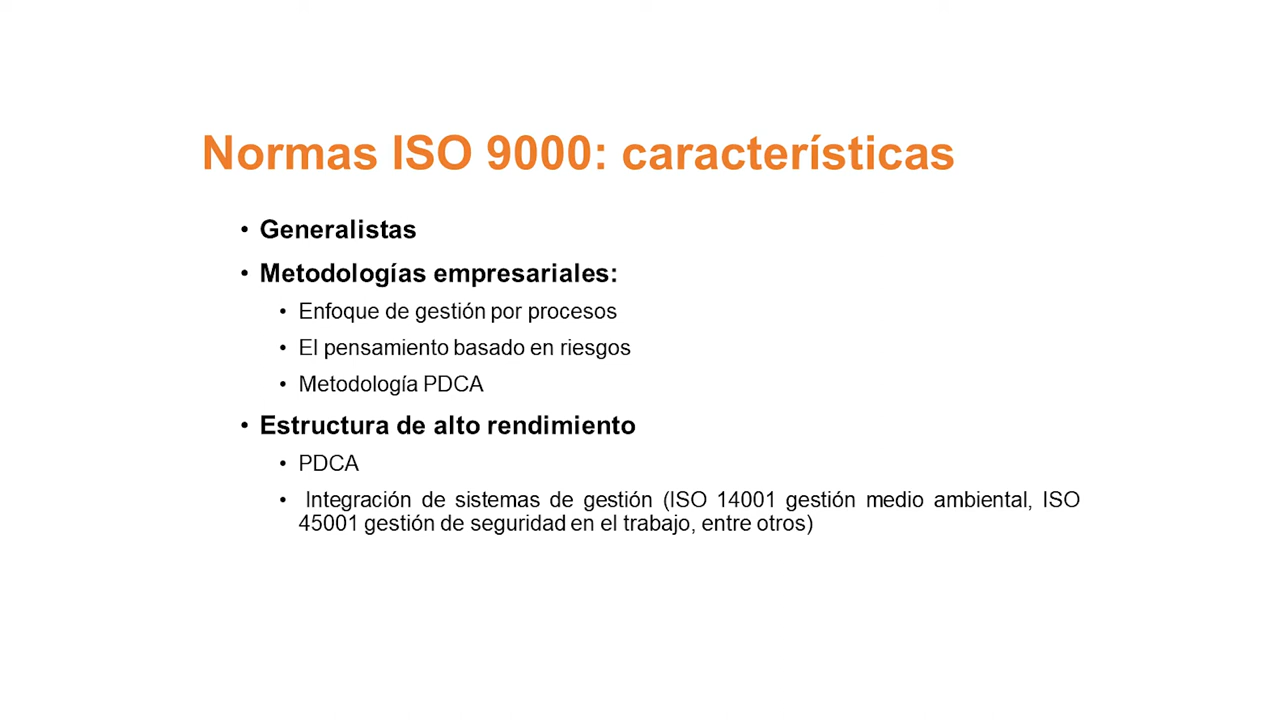 Normas ISO 9000: características
• Generalistas
• Metodologías empresariales:
• Enfoque de gestión por procesos
• El pensamiento basado en riesgos
• Metodología PDCA
• Estructura de alto rendimiento
• PDCA
• Integración de sistemas de gestión (ISO 14001 gestión medio ambiental, ISO
45001 gestión de seguridad en el trabajo, entre otros)